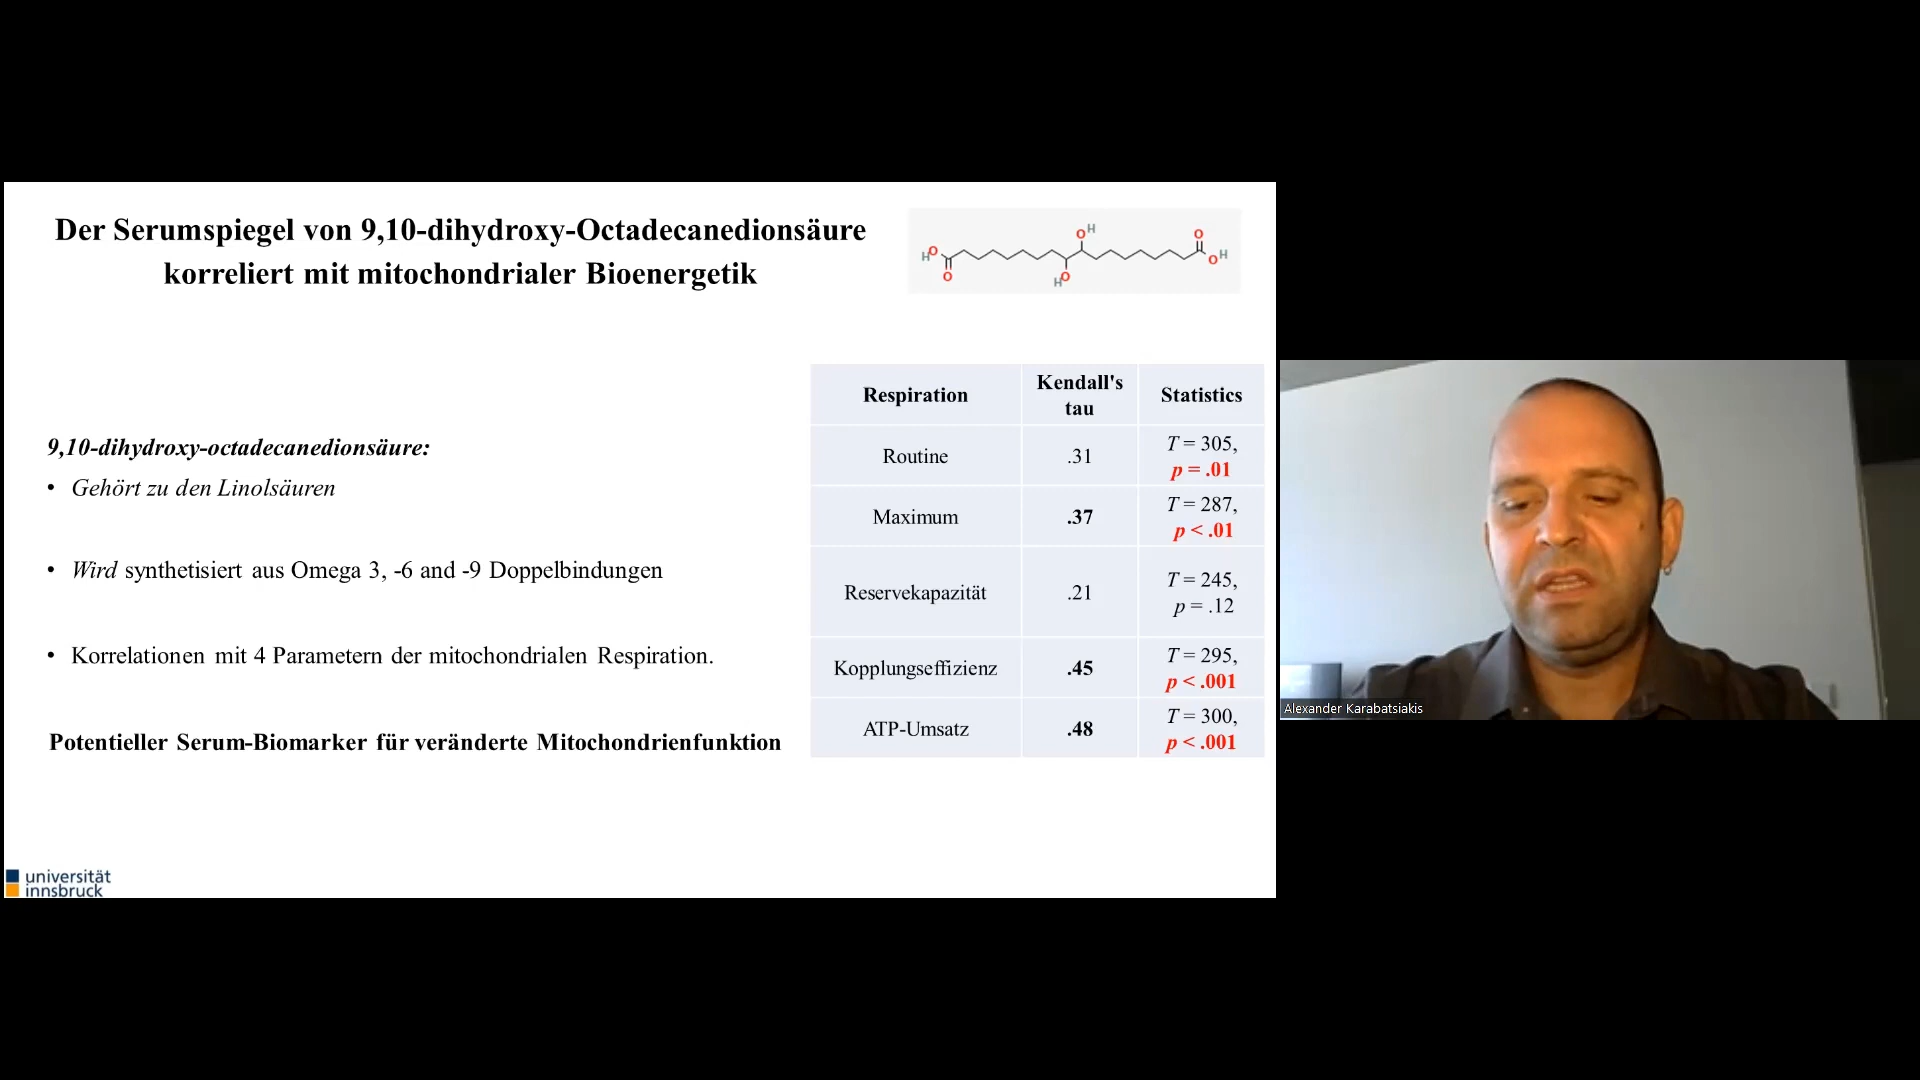 Der Serumspiegel von 9,10-dihydroxy-Octadecanedionsäure
korreliert mit mitochondrialer Bioenergetik
O H
H O
O
H O
O
O H
9,10-dihydroxy-octadecanedionsäure:
• Gehört zu den Linolsäuren
• Wird synthetisiert aus Omega 3, -6 and -9 Doppelbindungen
• Korrelationen mit 4 Parametern der mitochondrialen Respiration.
Potentieller Serum-Biomarker für veränderte Mitochondrienfunktion
Respiration Kendall's tau Statistics
Routine .31 T = 305,
p = .01
Maximum .37 T = 287,
p < .01
Reservekapazität .21 T = 245,
p = .12
Kopplungseffizienz .45 T = 295,
p < .001
ATP-Umsatz .48 T = 300,
p < .001
universität
innsbruck
Alexander Karabatsiakis